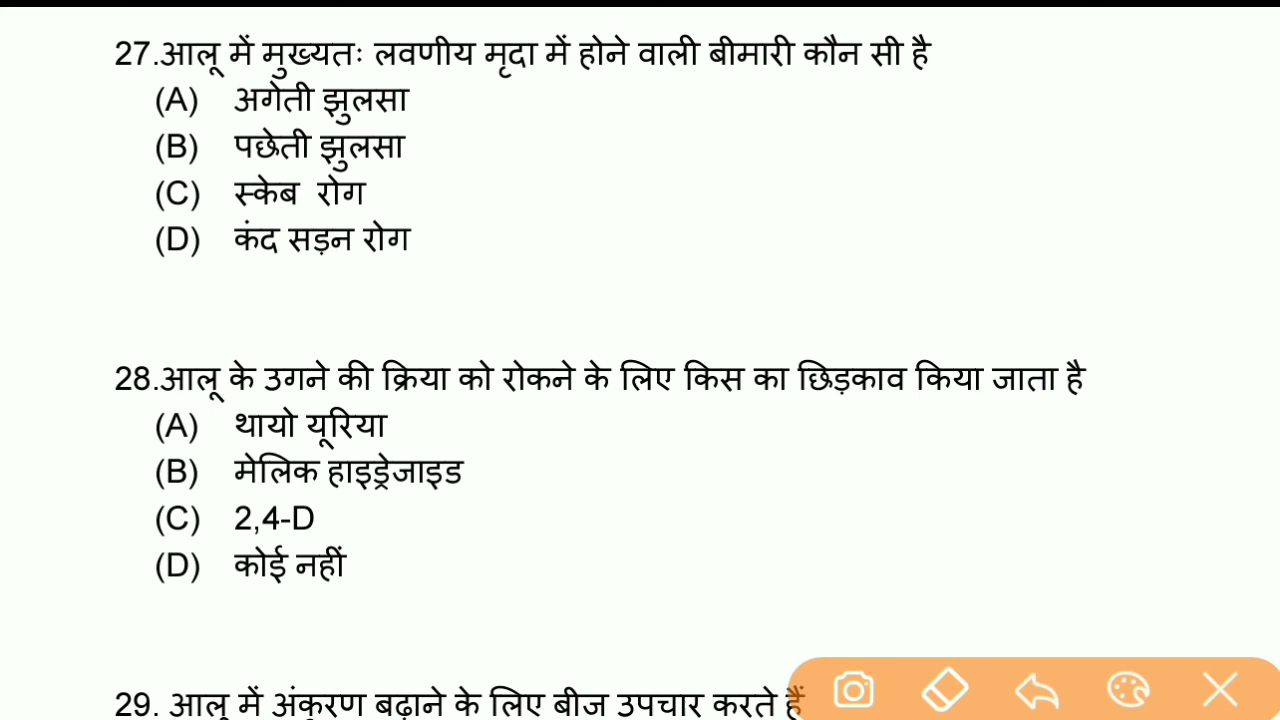 27.आलू में मुख्यतः लवणीय मृदा में होने वाली बीमारी कौन सी है
(A) अगेती झुलसा
(B) पछेती झुलसा
(C) स्केब रोग
(D) कंद सड़न रोग
28.आलू के उगने की क्रिया को रोकने के लिए किस का छिड़काव किया जाता है
(A) थायो यूरिया
(B) मेलिक हाइड्रेजाइड
(C) 2,4-D
(D) कोई नहीं
29. आलू में अंकुरण बढ़ाने के लिए बीज उपचार करते हैं